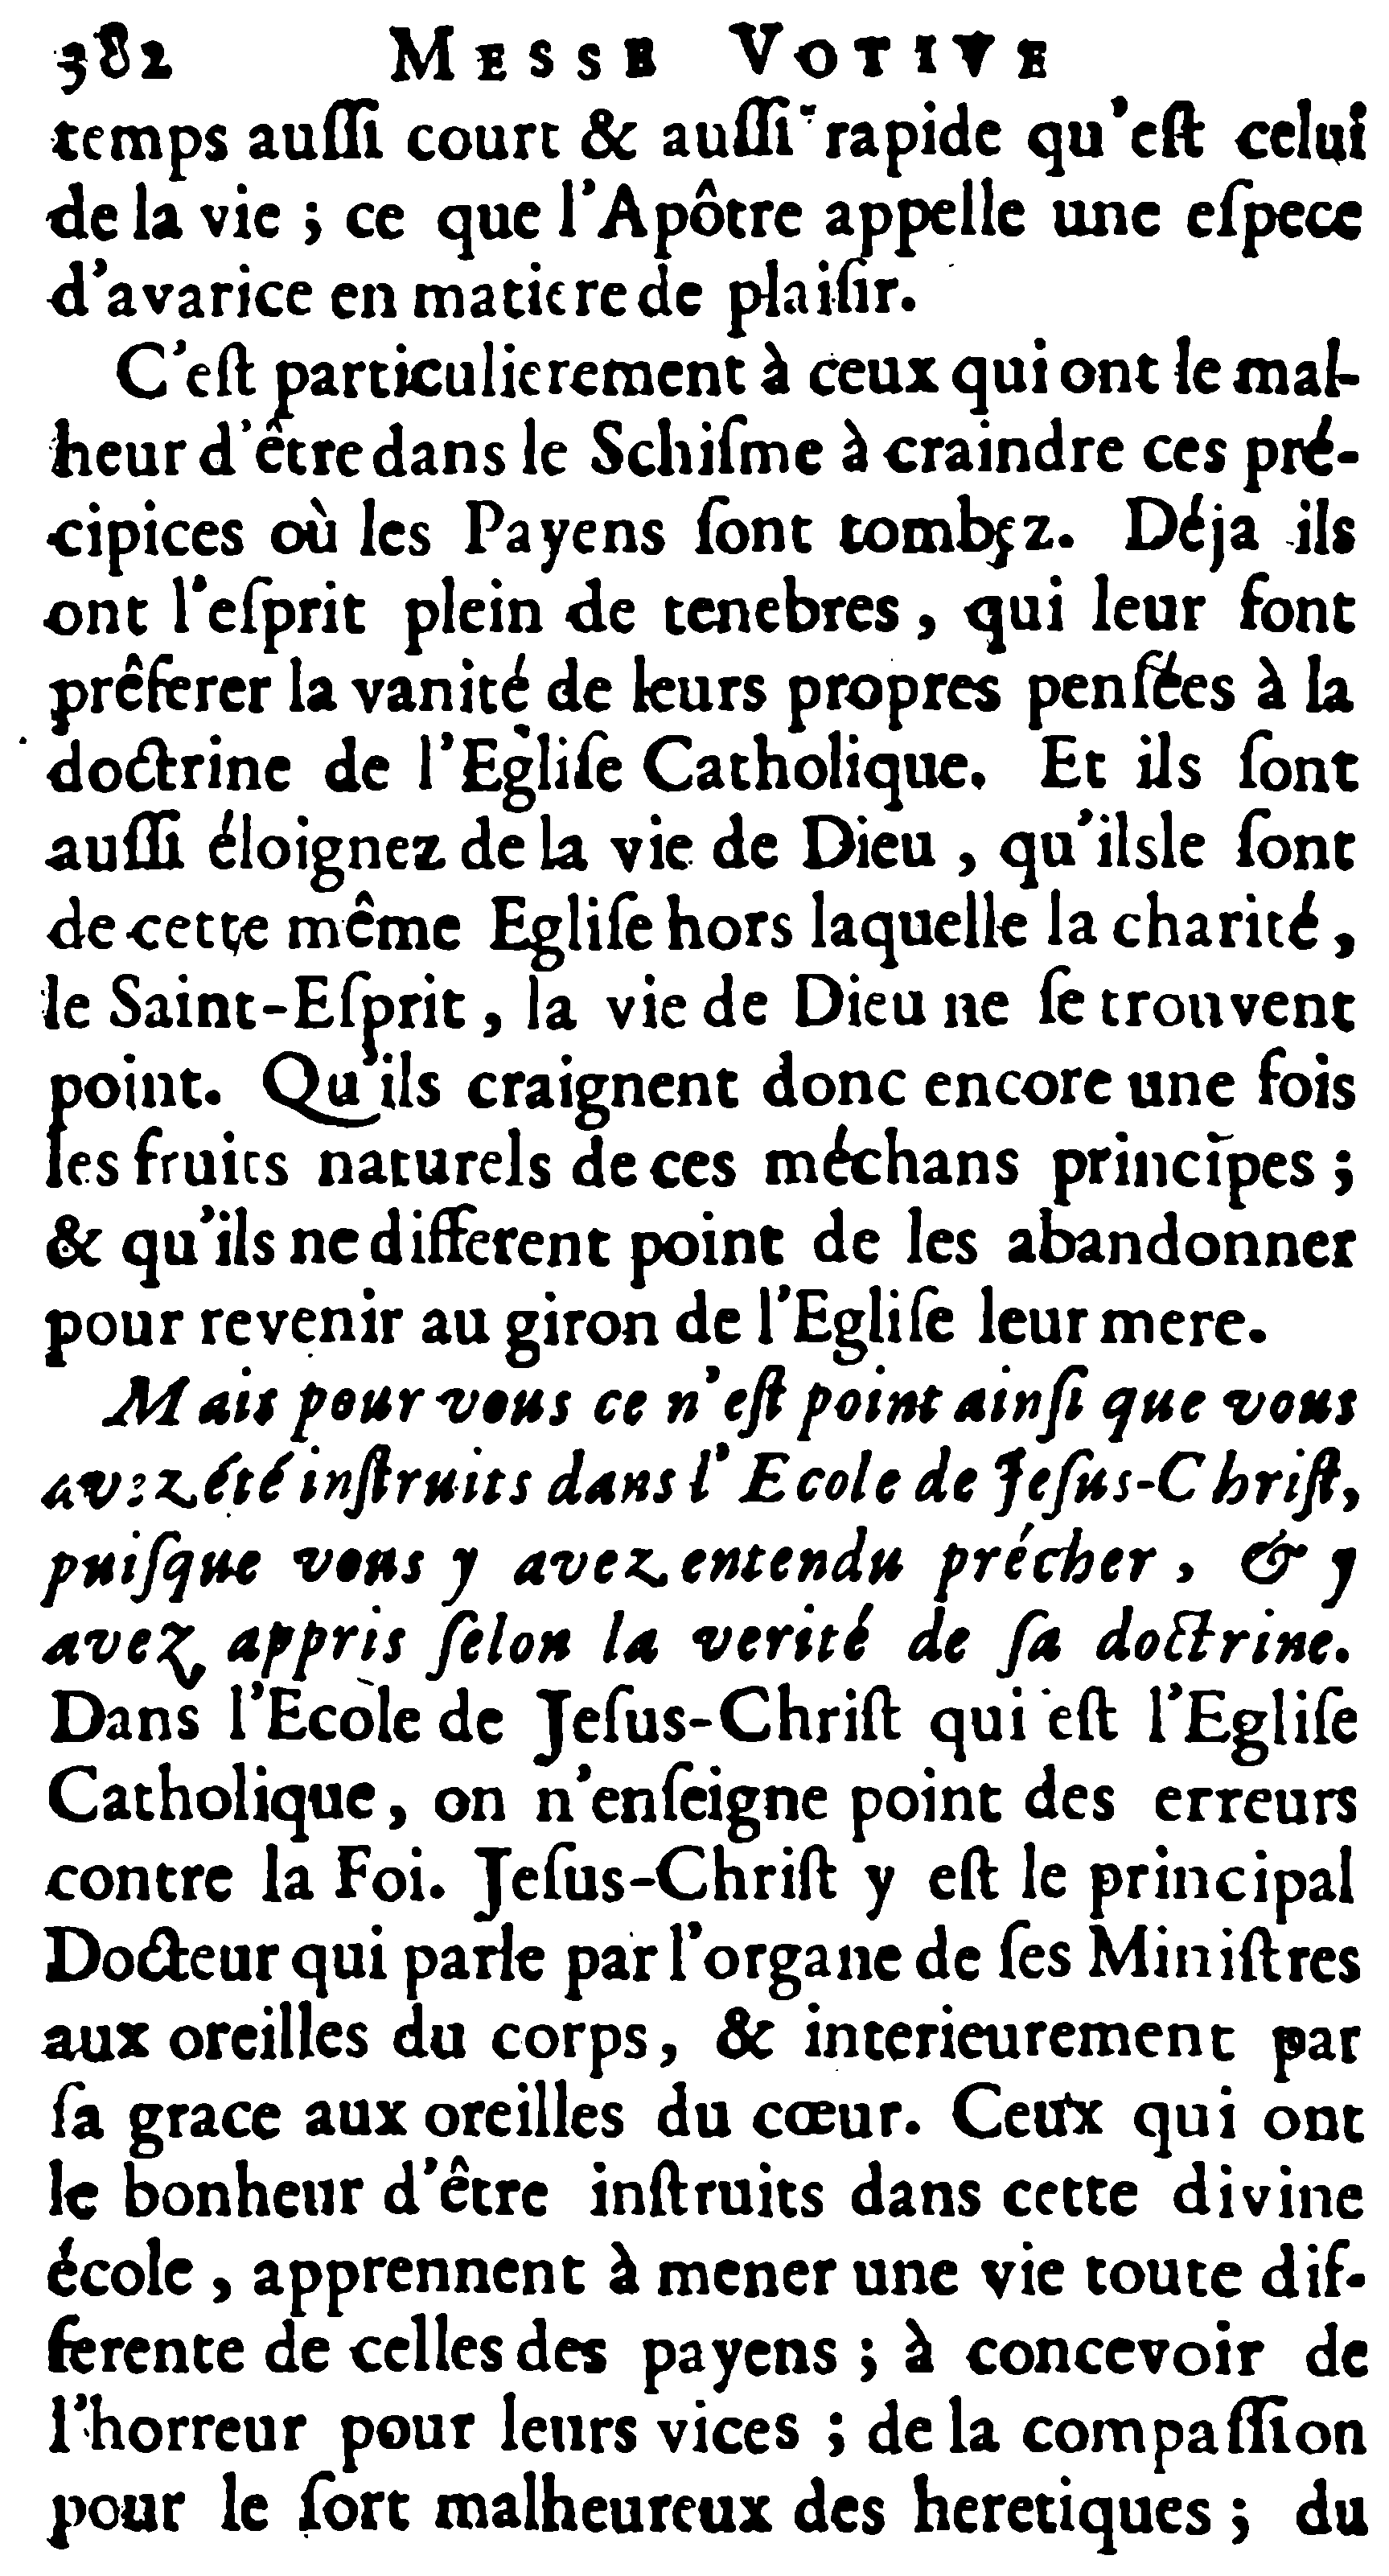 382 MESSE VOTIVE
temps auſſi court & auſſi rapide qu'eſt celui
de la vie ; ce que l'Apôtre appelle une eſpece
d'avarice en matiere de plaiſir.
C'eſt particulierement à ceux qui ont le mal-
heur d'être dans le Schiſme à craindre ces pré-
cipices où les Payens ſont tombez. Déja ils
ont l'eſprit plein de tenebres, qui leur font
prêferer la vanité de leurs propres penſées à la
doctrine de l'Egliſe Catholique. Et ils ſont
auſſi éloignez de la vie de Dieu, qu'ils le ſont
de cette même Egliſe hors laquelle la charité,
le Saint-Eſprit, la vie de Dieu ne ſe trouvent
point. Qu'ils craignent donc encore une fois
les fruits naturels de ces méchans principes ;
& qu'ils ne different point de les abandonner
pour revenir au giron de l'Egliſe leur mere.
Mais pour vous ce n'eſt point ainſi que vous
avez été inſtruits dans l'Ecole de Jeſus-Chriſt,
puiſque vous y avez entendu précher, & y
avez appris ſelon la verité de ſa doctrine.
Dans l'Ecole de Jeſus-Chriſt qui eſt l'Egliſe
Catholique, on n'enſeigne point des erreurs
contre la Foi. Jeſus-Chriſt y eſt le principal
Docteur qui parle par l'organe de ſes Miniſtres
aux oreilles du corps, & interieurement par
ſa grace aux oreilles du cœur. Ceux qui ont
le bonheur d'être inſtruits dans cette divine
école, apprennent à mener une vie toute dif-
ferente de celles des payens ; à concevoir de
l'horreur pour leurs vices ; de la compaſſion
pour le ſort malheureux des heretiques ; du